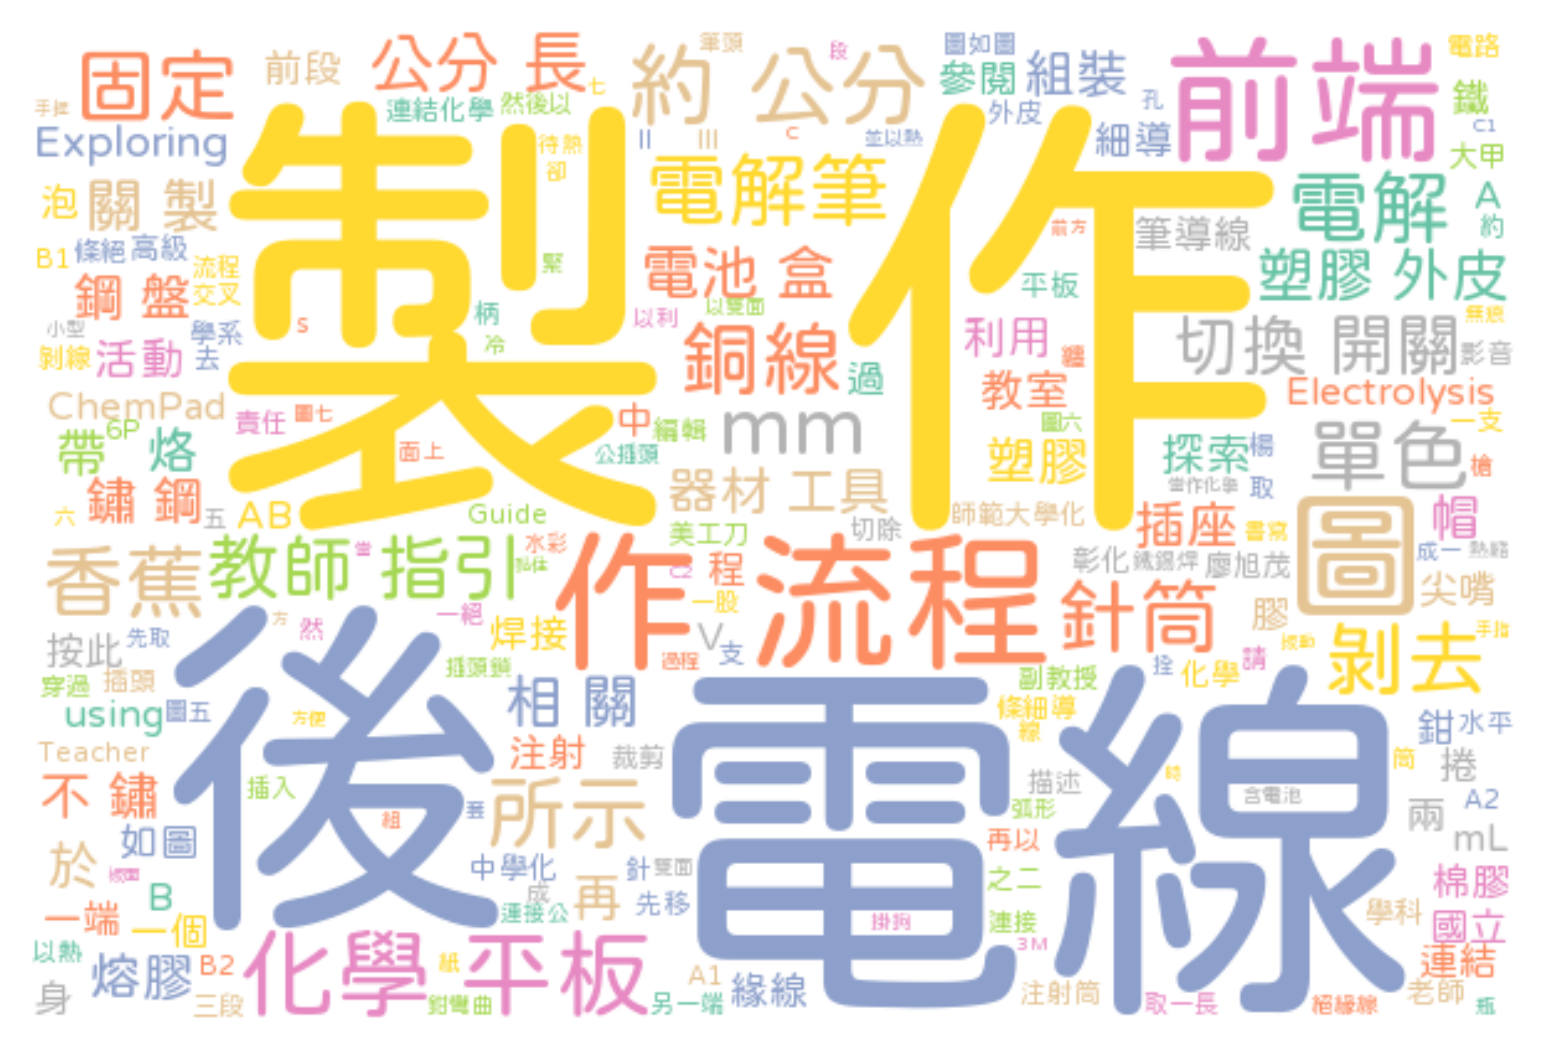 固定
前段
公分 長
約 公分
筆頭
段
圖如圖
參閱
組裝
前端
電路
鐵
手揑
連結化學
然後以
七
外皮
孔
C1
Exploring
待熱
卻
II
III
c
並以熱
細導
大甲
泡
關 製
製作
電解筆
電解
A
約
B1
條絕
高級
流程
交叉
緊
前方
筆導線
鋼 盤
電池 盒
平板
塑膠 外皮
小型
學系
s
柄
以利
以雙面
無痕
剝線
活動
去
冷
銅線
過
利用
纏
切換 開關
影音
ChemPad
責任
圖七
教室
Electrolysis
6P
中
編輯
mm
圖六
一支
帶
烙
面上
公插頭
塑膠
探索
楊
單色
槍
鏽 鋼
器材 工具
當作化學
取
六
五
AB
Guide
美工刀
切除
師範大學化
插座
書寫
圖
帽
香蕉
教師 指引
當
水彩
黏住
作流程
C2
程
彰化
鐵錫焊
廖旭茂
成一
熱縮
尖嘴
一股
針筒
膠
方
一絕
焊接
V
支
按此
先取
然
後
過程
剝去
手指
穿過
插頭
插頭鎖
電線
副教授
拴
化學
請
using
圖五
方便
相 關
條細導
線
鉗
水平
Teacher
注射
裁剪
筒
捲
不 鏽
插入
所示
描述
時
含電池
弧形
兩
A2
組
如圖
再以
mL
於
中學化
針
雙面
B
成
再
之二
棉膠
一端
一個
連接公
先移
掛狗
連接
學科
國立
以熱
熔膠
B2
化學 平板
紙
3M
連結
身
三段
鉗彎曲
另一端
A1
緣線
注射筒
取一長
絕緣線
老師
瓶